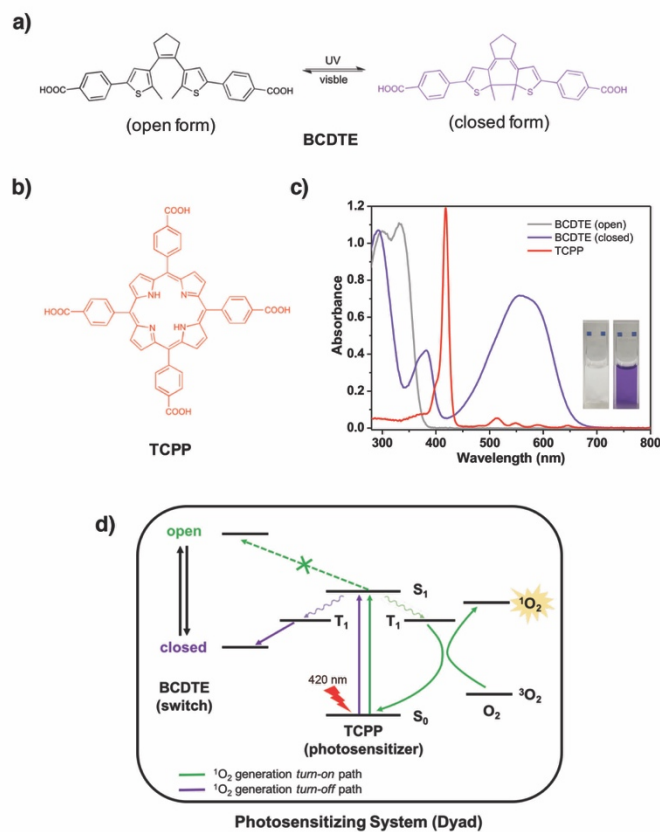 a)
HOOC
S
S
COOH
(open form)
UV
visble
HOOC
S
S
COOH
(closed form)
BCDTE
b)
COOH
HOOC
NH
N
N
HN
COOH
COOH
TCPP
c)
Absorbance
1.2
1.0
0.8
0.6
0.4
0.2
0.0
BCDTE (open)
BCDTE (closed)
TCPP
300 400 500 600 700 800
Wavelength (nm)
d)
open
closed
BCDTE
(switch)
S₁
T₁
T₁
420 nm
S₀
TCPP
(photosensitizer)
¹O₂
³O₂
O₂
¹O₂ generation turn-on path
¹O₂ generation turn-off path
Photosensitizing System (Dyad)